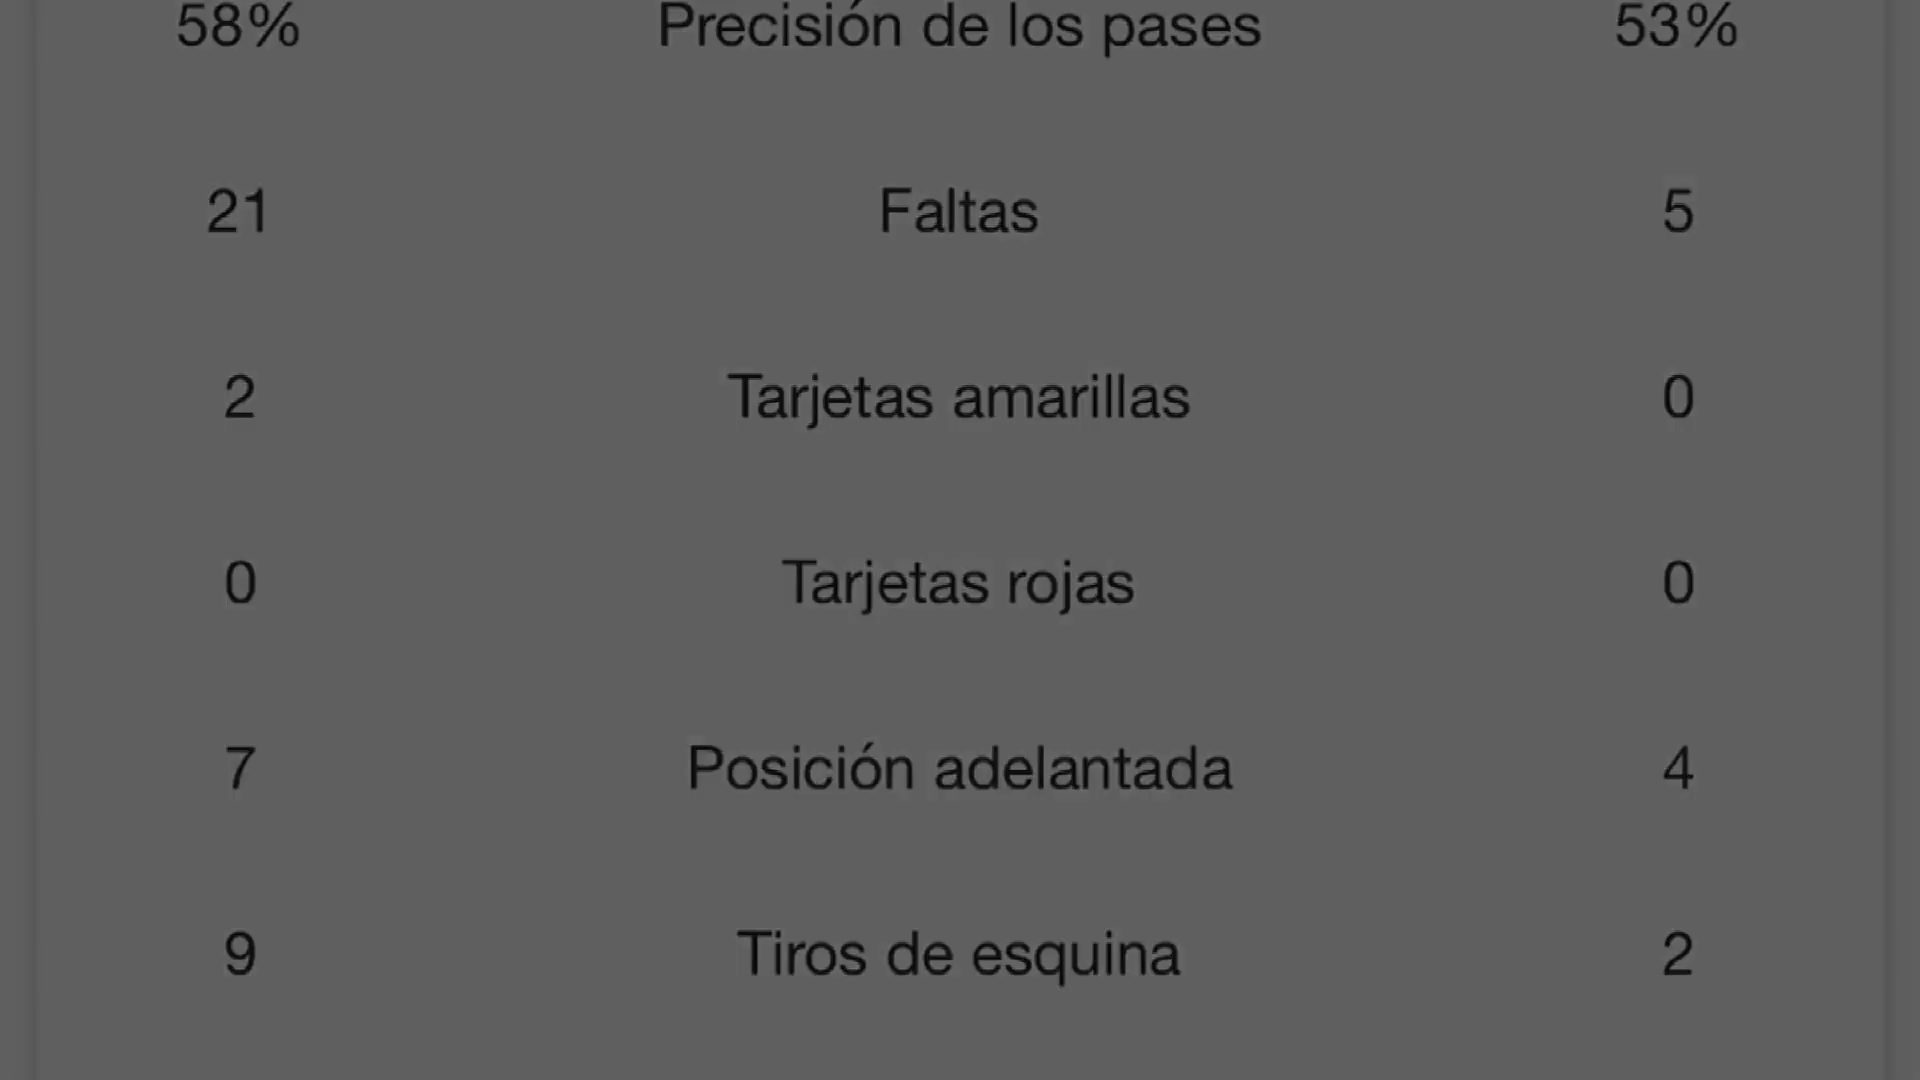 58% Precisión de los pases 53%
21 Faltas 5
2 Tarjetas amarillas 0
0 Tarjetas rojas 0
7 Posición adelantada 4
9 Tiros de esquina 2